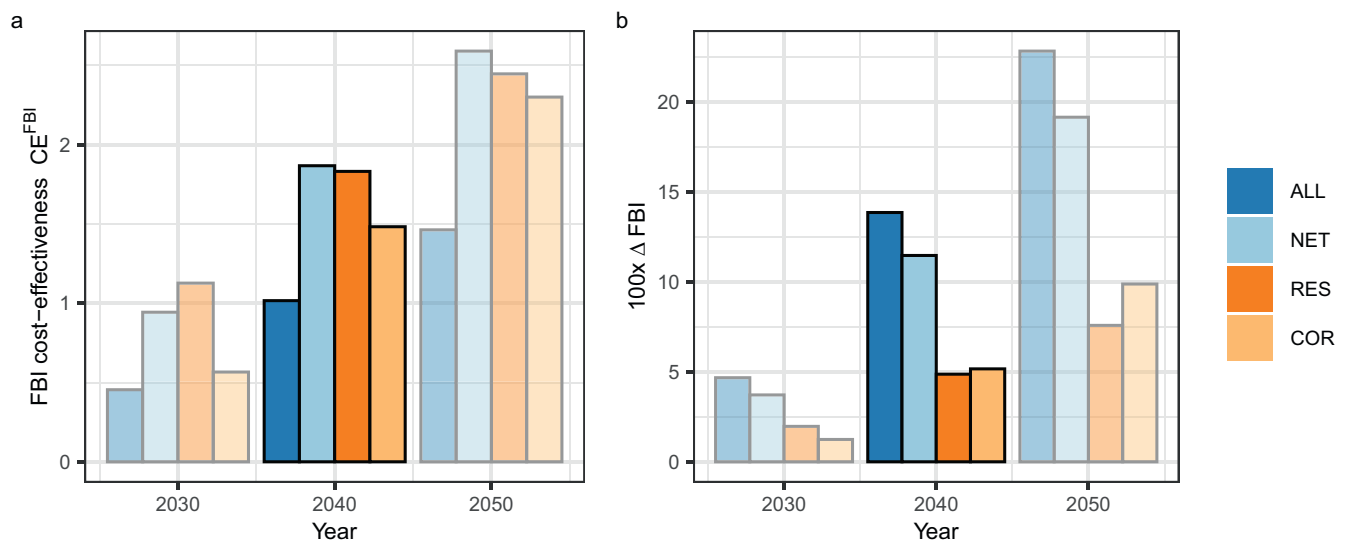 a
FBI cost−effectiveness CE^FBI
2
1
0
2030
2040
2050
Year
b
100x Δ FBI
20
15
10
5
0
2030
2040
2050
Year
ALL
NET
RES
COR